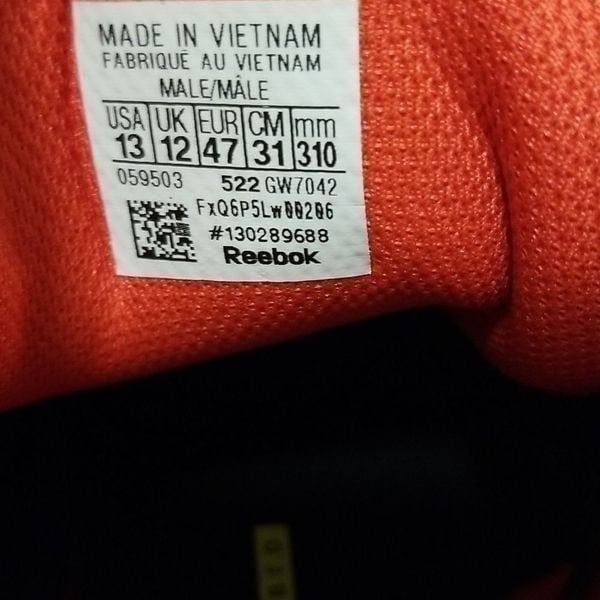 MADE IN VIETNAM
FABRIQUÉ AU VIETNAM
MALE/MÂLE
USA UK EUR CM mm
13 12 47 31 310
059503 522 GW7042
FxQ6P5Lw00206
#130289688
Reebok